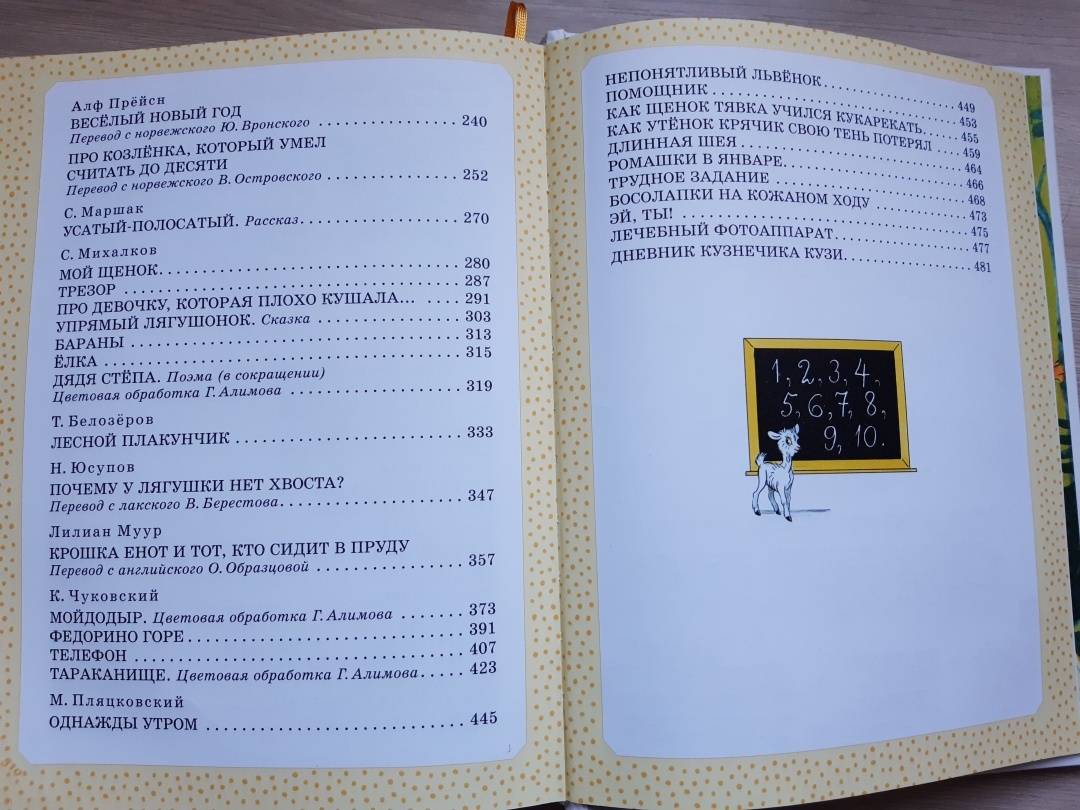 Алф Прёйсн
ВЕСЁЛЫЙ НОВЫЙ ГОД
Перевод с норвежского Ю. Вронского . . . . . . . . . . . . . . 240
ПРО КОЗЛЁНКА, КОТОРЫЙ УМЕЛ
СЧИТАТЬ ДО ДЕСЯТИ
Перевод с норвежского В. Островского . . . . . . . . . . . . . 252
С. Маршак
УСАТЫЙ-ПОЛОСАТЫЙ. Рассказ . . . . . . . . . . . . . . . 270
С. Михалков
МОЙ ЩЕНОК . . . . . . . . . . . . . . . 280
ТРЕЗОР . . . . . . . . . . . . . . . 287
ПРО ДЕВОЧКУ, КОТОРАЯ ПЛОХО КУШАЛА... . . . . 291
УПРЯМЫЙ ЛЯГУШОНОК. Сказка . . . . . . . . . . . . . . 303
БАРАНЫ . . . . . . . . . . . . . . . 313
ЁЛКА . . . . . . . . . . . . . . . 315
ДЯДЯ СТЁПА. Поэма (в сокращении)
Цветовая обработка Г. Алимова . . . . . . . . . . . . . . . 319
Т. Белозёров
ЛЕСНОЙ ПЛАКУНЧИК . . . . . . . . . . . . . . . 333
Н. Юсупов
ПОЧЕМУ У ЛЯГУШКИ НЕТ ХВОСТА?
Перевод с лакского В. Берестова . . . . . . . . . . . . . . . 347
Лилиан Муур
КРОШКА ЕНОТ И ТОТ, КТО СИДИТ В ПРУДУ
Перевод с английского О. Образцовой . . . . . . . . . . . . . . . 357
К. Чуковский
МОЙДОДЫР. Цветовая обработка Г. Алимова . . . . . . . 373
ФЕДОРИНО ГОРЕ . . . . . . . . . . . . . . . 391
ТЕЛЕФОН . . . . . . . . . . . . . . . 407
ТАРАКАНИЩЕ. Цветовая обработка Г. Алимова . . . . . 423
М. Пляцковский
ОДНАЖДЫ УТРОМ . . . . . . . . . . . . . . . 445
НЕПОНЯТЛИВЫЙ ЛЬВЁНОК . . . . . . . . . . . . . . . 449
ПОМОЩНИК . . . . . . . . . . . . . . . 453
КАК ЩЕНОК ТЯВКА УЧИЛСЯ КУКАРЕКАТЬ . . . . 455
КАК УТЁНОК КРЯЧИК СВОЮ ТЕНЬ ПОТЕРЯЛ . . . 459
ДЛИННАЯ ШЕЯ . . . . . . . . . . . . . . . 464
РОМАШКИ В ЯНВАРЕ . . . . . . . . . . . . . . . 466
ТРУДНОЕ ЗАДАНИЕ . . . . . . . . . . . . . . . 468
БОСОЛАПКИ НА КОЖАНОМ ХОДУ . . . . . . . . . . 473
ЭЙ, ТЫ! . . . . . . . . . . . . . . . 475
ЛЕЧЕБНЫЙ ФОТОАППАРАТ . . . . . . . . . . . . . . . 477
ДНЕВНИК КУЗНЕЧИКА КУЗИ . . . . . . . . . . . . . . . 481
1, 2, 3, 4,
5, 6, 7, 8,
9, 10.